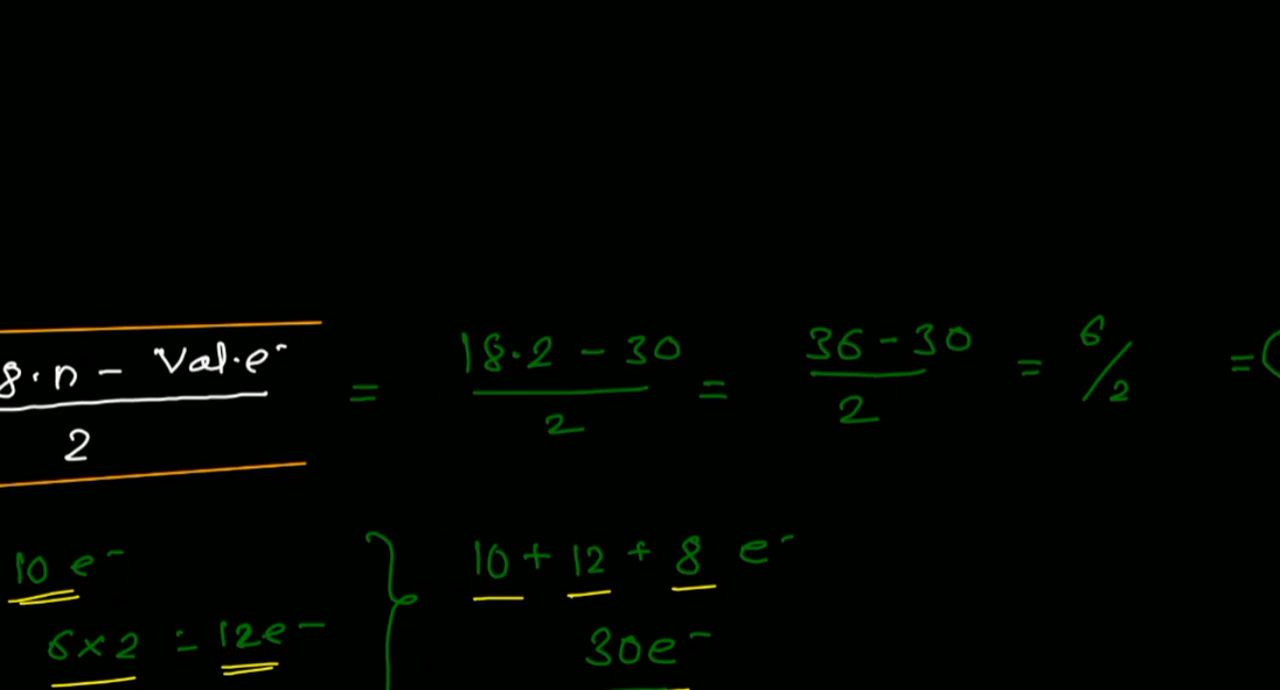 8.n - Val.e⁻ / 2 = 18.2 - 30 / 2 = 36 - 30 / 2 = 6/2 =
10 e⁻ 10 + 12 + 8 e⁻
6 × 2 = 12e⁻ 30e⁻